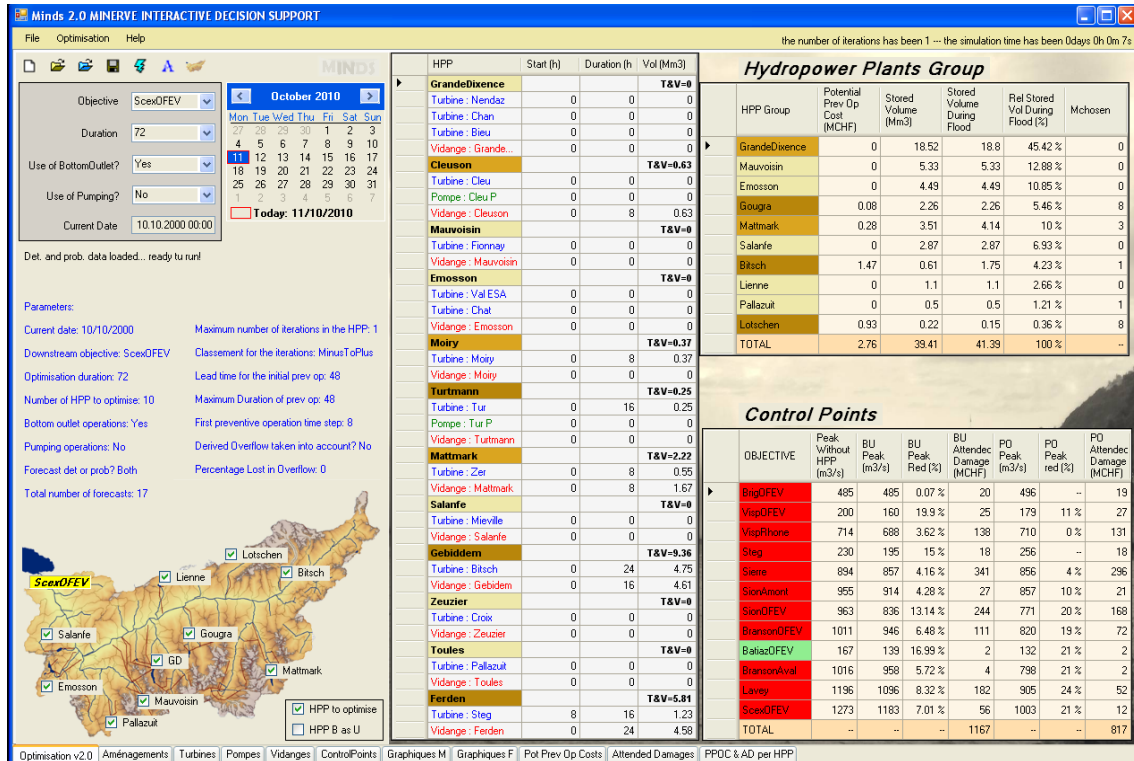 Minds 2.0 MINERVE INTERACTIVE DECISION SUPPORT
File Optimisation Help
the number of iterations has been 1 --- the simulation time has been 0days 0h 0m 7s
MINDS
Objective ScexOFEV
Duration 72
Use of BottomOutlet? Yes
Use of Pumping? No
Current Date 10.10.2000 00:00
October 2010
Mon Tue Wed Thu Fri Sat Sun
27 28 29 30 1 2 3
4 5 6 7 8 9 10
11 12 13 14 15 16 17
18 19 20 21 22 23 24
25 26 27 28 29 30 31
1 2 3 4 5 6 7
Today: 11/10/2010
Det. and prob. data loaded... ready tu run!
Parameters:
Current date: 10/10/2000 Maximum number of iterations in the HPP: 1
Downstream objective: ScexOFEV Classement for the iterations: MinusToPlus
Optimisation duration: 72 Lead time for the initial prev op: 48
Number of HPP to optimise: 10 Maximum Duration of prev op: 48
Bottom outlet operations: Yes First preventive operation time step: 8
Pumping operations: No Derived Overflow taken into account? No
Forecast det or prob? Both Percentage Lost in Overflow: 0
Total number of forecasts: 17
Lotschen
Bitsch
Lienne
ScexOFEV
Salanfe
Gougra
GD
Mattmark
Emosson
Mauvoisin
Pallazuit
HPP to optimise
HPP B as U
HPP Start (h) Duration (h Vol (Mm3)
GrandeDixence T&V=0
Turbine : Nendaz 0 0 0
Turbine : Chan 0 0 0
Turbine : Bieu 0 0 0
Vidange : Grande... 0 0 0
Cleuson T&V=0.63
Turbine : Cleu 0 0 0
Pompe : Cleu P 0 0 0
Vidange : Cleuson 0 8 0.63
Mauvoisin T&V=0
Turbine : Fionnay 0 0 0
Vidange : Mauvoisin 0 0 0
Emosson T&V=0
Turbine : Val ESA 0 0 0
Turbine : Chat 0 0 0
Vidange : Emosson 0 0 0
Moiry T&V=0.37
Turbine : Moiry 0 8 0.37
Vidange : Moiry 0 0 0
Turtmann T&V=0.25
Turbine : Tur 0 16 0.25
Pompe : Tur P 0 0 0
Vidange : Turtmann 0 0 0
Mattmark T&V=2.22
Turbine : Zer 0 8 0.55
Vidange : Mattmark 0 8 1.67
Salanfe T&V=0
Turbine : Mieville 0 0 0
Vidange : Salanfe 0 0 0
Gebiddem T&V=9.36
Turbine : Bitsch 0 24 4.75
Vidange : Gebidem 0 16 4.61
Zeuzier T&V=0
Turbine : Croix 0 0 0
Vidange : Zeuzier 0 0 0
Toules T&V=0
Turbine : Pallazuit 0 0 0
Vidange : Toules 0 0 0
Ferden T&V=5.81
Turbine : Steg 8 16 1.23
Vidange : Ferden 0 24 4.58
Hydropower Plants Group
HPP Group Potential Prev Op Cost (MCHF) Stored Volume (Mm3) Stored Volume During Flood Rel Stored Vol During Flood (%) Mchosen
GrandeDixence 0 18.52 18.8 45.42 % 0
Mauvoisin 0 5.33 5.33 12.88 % 0
Emosson 0 4.49 4.49 10.85 % 0
Gougra 0.08 2.26 2.26 5.46 % 8
Mattmark 0.28 3.51 4.14 10 % 3
Salanfe 0 2.87 2.87 6.93 % 0
Bitsch 1.47 0.61 1.75 4.23 % 1
Lienne 0 1.1 1.1 2.66 % 0
Pallazuit 0 0.5 0.5 1.21 % 1
Lotschen 0.93 0.22 0.15 0.36 % 8
TOTAL 2.76 39.41 41.39 100 % --
Control Points
OBJECTIVE Peak Without HPP (m3/s) BU Peak (m3/s) BU Peak Red (%) BU Attendec Damage (MCHF) PO Peak (m3/s) PO Peak red (%) PO Attendec Damage (MCHF)
BrigOFEV 485 485 0.07 % 20 496 -- 19
VispOFEV 200 160 19.9 % 25 179 11 % 27
VispRhone 714 688 3.62 % 138 710 0 % 131
Steg 230 195 15 % 18 256 -- 18
Sierre 894 857 4.16 % 341 856 4 % 296
SionAmont 955 914 4.28 % 27 857 10 % 21
SionOFEV 963 836 13.14 % 244 771 20 % 168
BransonOFEV 1011 946 6.48 % 111 820 19 % 72
BatiazOFEV 167 139 16.99 % 2 132 21 % 2
BransonAval 1016 958 5.72 % 4 798 21 % 2
Lavey 1196 1096 8.32 % 182 905 24 % 52
ScexOFEV 1273 1183 7.01 % 56 1003 21 % 12
TOTAL -- -- -- 1167 -- -- 817
Optimisation v2.0 Aménagements Turbines Pompes Vidanges ControlPoints Graphiques M Graphiques F Pot Prev Op Costs Attended Damages PPOC & AD per HPP